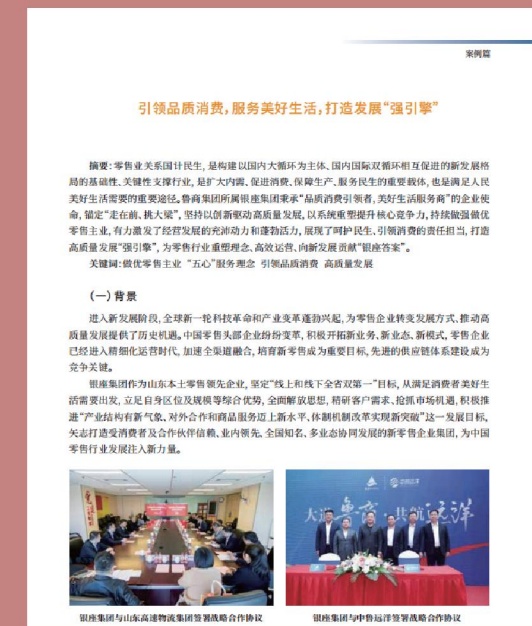 案例篇
引领品质消费，服务美好生活，打造发展“强引擎”
摘要：零售业关系国计民生，是构建以国内大循环为主体、国内国际双循环相互促进的新发展格
局的基础性、关键性支撑行业，是扩大内需、促进消费、保障生产、服务民生的重要载体，也是满足人民
美好生活需要的重要途径。鲁商集团所属银座集团秉承“品质消费引领者，美好生活服务商”的企业使
命，锚定“走在前、挑大梁”，坚持以创新驱动高质量发展，以系统重塑提升核心竞争力，持续做强做优
零售主业，有力激发了经营发展的充沛动力和蓬勃活力，展现了呵护民生、引领消费的责任担当，打造
高质量发展“强引擎”，为零售行业重塑理念、高效运营、向新发展贡献“银座答案”。
关键词：做优零售主业 “五心”服务理念 引领品质消费 高质量发展
（一）背景
进入新发展阶段，全球新一轮科技革命和产业变革蓬勃兴起，为零售企业转变发展方式、推动高
质量发展提供了历史机遇。中国零售头部企业纷纷变革，积极开拓新业务、新业态、新模式，零售企业
已经进入精细化运营时代，加速全渠道融合，培育新零售成为重要目标，先进的供应链体系建设成为
竞争关键。
银座集团作为山东本土零售领先企业，坚定“线上和线下全省双第一”目标，从满足消费者美好生
活需要出发，立足自身区位及规模等综合优势，全面解放思想，精研客户需求、抢抓市场机遇，积极推
进“产业结构有新气象、对外合作和商品服务迈上新水平、体制机制改革实现新突破”这一发展目标，
矢志打造受消费者及合作伙伴信赖、业内领先、全国知名、多业态协同发展的新零售企业集团，为中国
零售行业发展注入新力量。
大道鲁商·共航远洋
银座集团与山东高速物流集团签署战略合作协议
银座集团与中鲁远洋签署战略合作协议